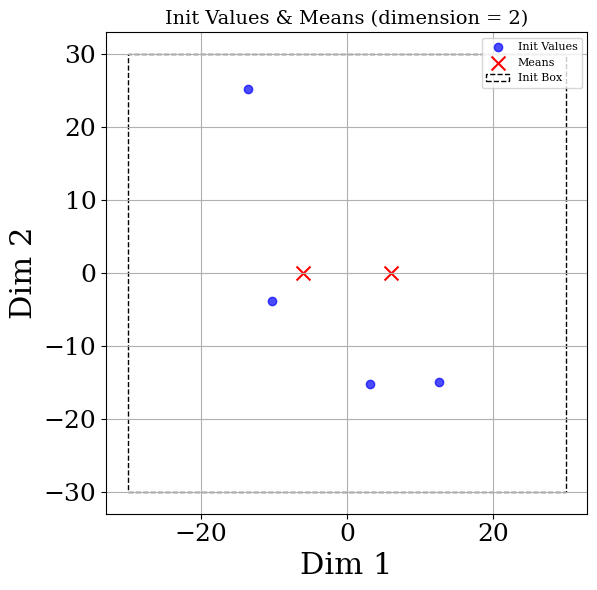 Init Values & Means (dimension = 2)
Init Values
Means
Init Box
30
20
10
0
−10
−20
−30
Dim 2
−20
0
20
Dim 1